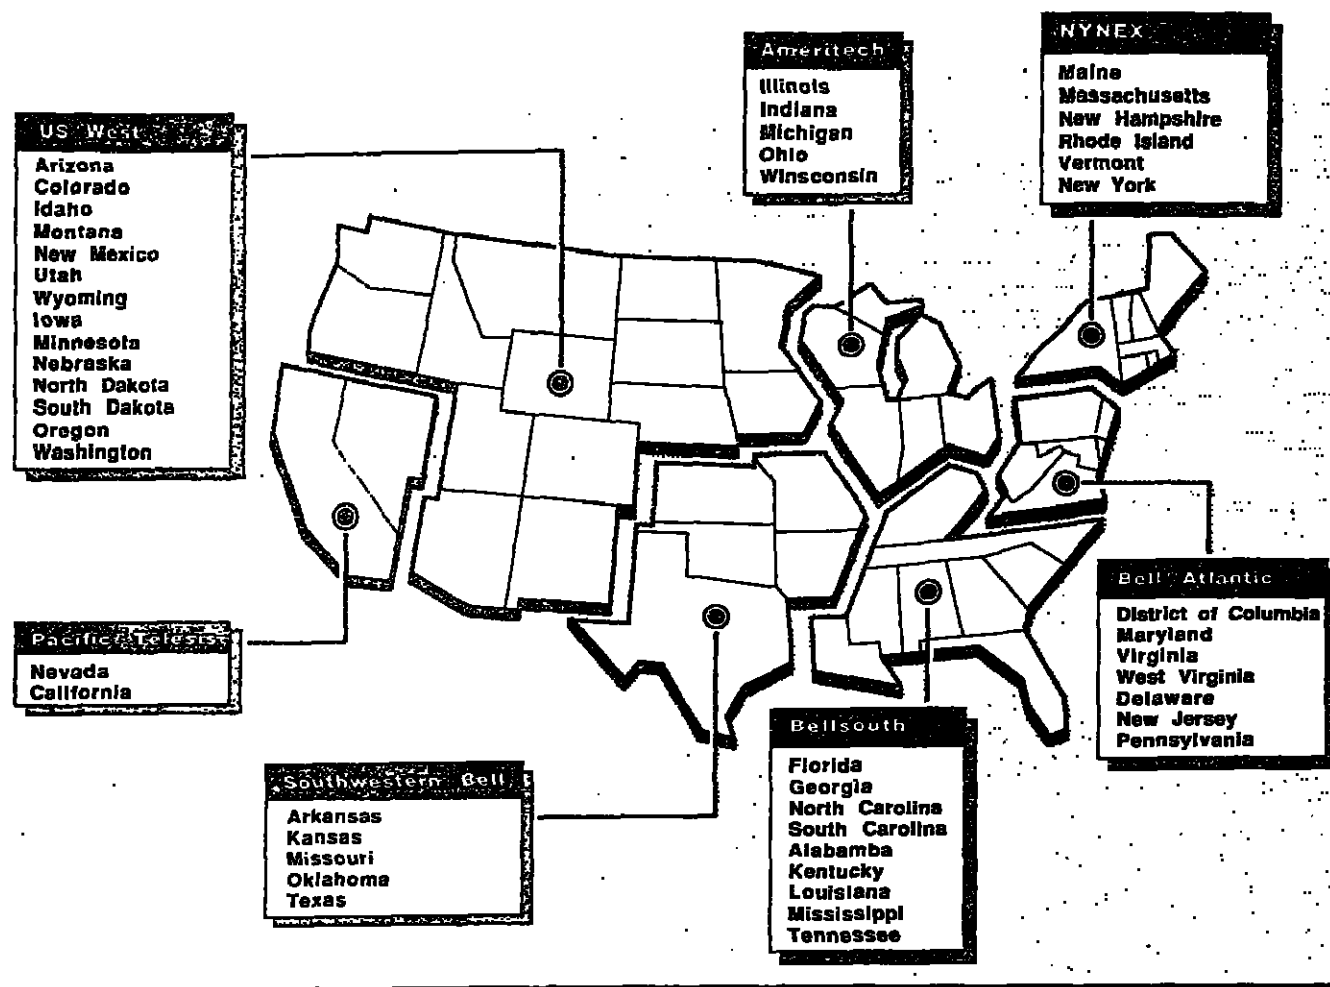 US West
Arizona
Colorado
Idaho
Montana
New Mexico
Utah
Wyoming
Iowa
Minnesota
Nebraska
North Dakota
South Dakota
Oregon
Washington
Ameritech
Illinois
Indiana
Michigan
Ohio
Winsconsin
NYNEX
Maine
Massachusetts
New Hampshire
Rhode Island
Vermont
New York
Pacific Telesis
Nevada
California
Southwestern Bell
Arkansas
Kansas
Missouri
Oklahoma
Texas
Bellsouth
Florida
Georgia
North Carolina
South Carolina
Alabamba
Kentucky
Louisiana
Mississippi
Tennessee
Bell Atlantic
District of Columbia
Maryland
Virginia
West Virginia
Delaware
New Jersey
Pennsylvania